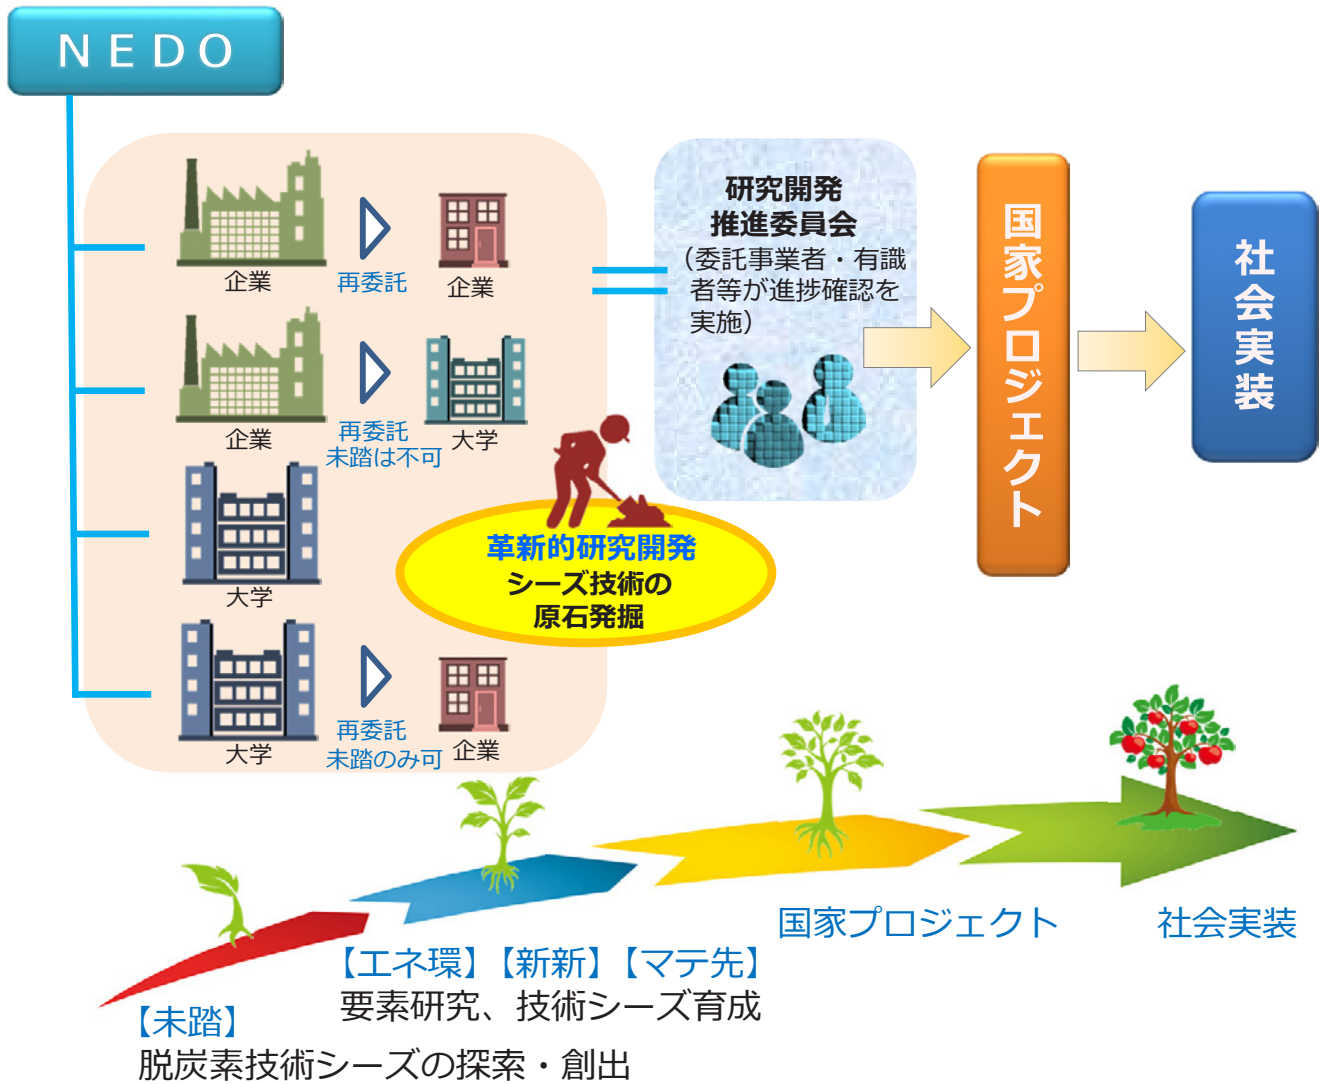 NEDO
企業
再委託
企業
企業
再委託
未踏は不可
大学
大学
大学
再委託
未踏のみ可
企業
革新的研究開発
シーズ技術の
原石発掘
研究開発
推進委員会
（委託事業者・有識
者等が進捗確認を
実施）
国家プロジェクト
社会実装
【未踏】
脱炭素技術シーズの探索・創出
【エネ環】【新新】【マテ先】
要素研究、技術シーズ育成
国家プロジェクト
社会実装